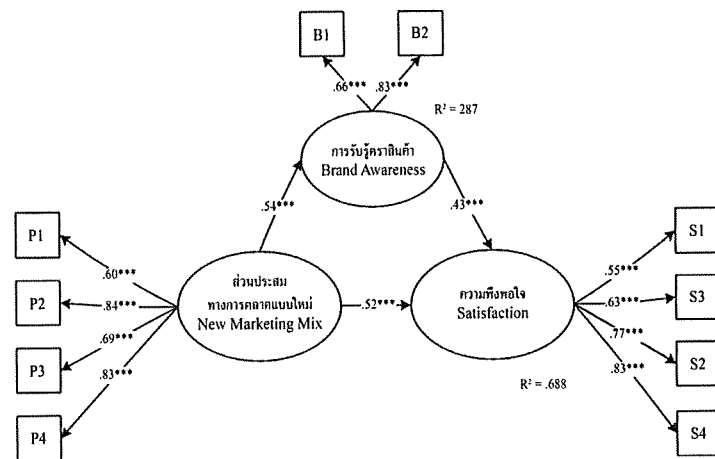 B1
B2
.66***
.83***
R² = 287
การรับรู้ตราสินค้า
Brand Awareness
.54***
.43***
P1
P2
P3
P4
.60***
.84***
.69***
.83***
ส่วนประสม
ทางการตลาดแบบใหม่
New Marketing Mix
.52***
ความพึงพอใจ
Satisfaction
R² = .688
.55***
.63***
.77***
.83***
S1
S3
S2
S4